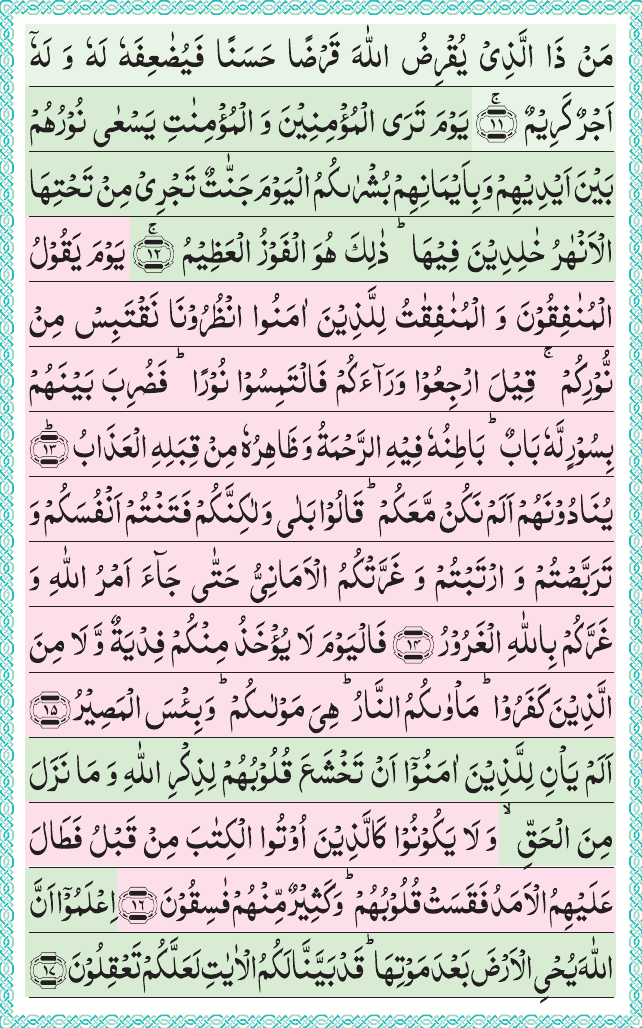 مَنْ ذَا الَّذِیْ یُقْرِضُ اللّٰهَ قَرْضًا حَسَنًا فَیُضٰعِفَهٗ لَهٗ وَ لَهٗۤ
اَجْرٌ كَرِیْمٌۚ ﴿۱۱﴾ یَوْمَ تَرَی الْمُؤْمِنِیْنَ وَ الْمُؤْمِنٰتِ یَسْعٰی نُوْرُهُمْ
بَیْنَ اَیْدِیْهِمْ وَ بِاَیْمَانِهِمْ بُشْرٰىكُمُ الْیَوْمَ جَنّٰتٌ تَجْرِیْ مِنْ تَحْتِهَا
الْاَنْهٰرُ خٰلِدِیْنَ فِیْهَا ؕ ذٰلِكَ هُوَ الْفَوْزُ الْعَظِیْمُۚ ﴿۱۲﴾ یَوْمَ یَقُوْلُ
الْمُنٰفِقُوْنَ وَ الْمُنٰفِقٰتُ لِلَّذِیْنَ اٰمَنُوا انْظُرُوْنَا نَقْتَبِسْ مِنْ
نُّوْرِكُمْ ۚ قِیْلَ ارْجِعُوْا وَرَآءَكُمْ فَالْتَمِسُوْا نُوْرًا ؕ فَضُرِبَ بَیْنَهُمْ
بِسُوْرٍ لَّهٗ بَابٌ ؕ بَاطِنُهٗ فِیْهِ الرَّحْمَةُ وَ ظَاهِرُهٗ مِنْ قِبَلِهِ الْعَذَابُؕ ﴿۱۳﴾
یُنَادُوْنَهُمْ اَلَمْ نَكُنْ مَّعَكُمْ ؕ قَالُوْا بَلٰی وَ لٰكِنَّكُمْ فَتَنْتُمْ اَنْفُسَكُمْ وَ
تَرَبَّصْتُمْ وَ ارْتَبْتُمْ وَ غَرَّتْكُمُ الْاَمَانِیُّ حَتّٰی جَآءَ اَمْرُ اللّٰهِ وَ
غَرَّكُمْ بِاللّٰهِ الْغَرُوْرُ ﴿۱۴﴾ فَالْیَوْمَ لَا یُؤْخَذُ مِنْكُمْ فِدْیَةٌ وَّ لَا مِنَ
الَّذِیْنَ كَفَرُوْا ؕ مَاْوٰىكُمُ النَّارُ ؕ هِیَ مَوْلٰىكُمْ ؕ وَ بِئْسَ الْمَصِیْرُ ﴿۱۵﴾
اَلَمْ یَاْنِ لِلَّذِیْنَ اٰمَنُوْۤا اَنْ تَخْشَعَ قُلُوْبُهُمْ لِذِكْرِ اللّٰهِ وَ مَا نَزَلَ
مِنَ الْحَقِّ ۙ وَ لَا یَكُوْنُوْا كَالَّذِیْنَ اُوْتُوا الْكِتٰبَ مِنْ قَبْلُ فَطَالَ
عَلَیْهِمُ الْاَمَدُ فَقَسَتْ قُلُوْبُهُمْ ؕ وَ كَثِیْرٌ مِّنْهُمْ فٰسِقُوْنَ ﴿۱۶﴾ اِعْلَمُوْۤا اَنَّ
اللّٰهَ یُحْیِ الْاَرْضَ بَعْدَ مَوْتِهَا ؕ قَدْ بَیَّنَّا لَكُمُ الْاٰیٰتِ لَعَلَّكُمْ تَعْقِلُوْنَ ﴿۱۷﴾